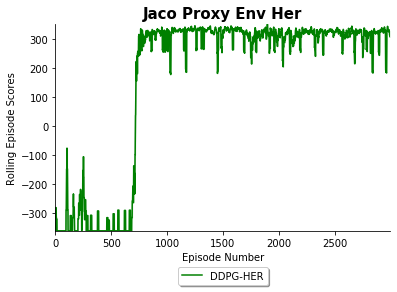 Jaco Proxy Env Her
Rolling Episode Scores
300
200
100
0
−100
−200
−300
0 500 1000 1500 2000 2500
Episode Number
DDPG-HER